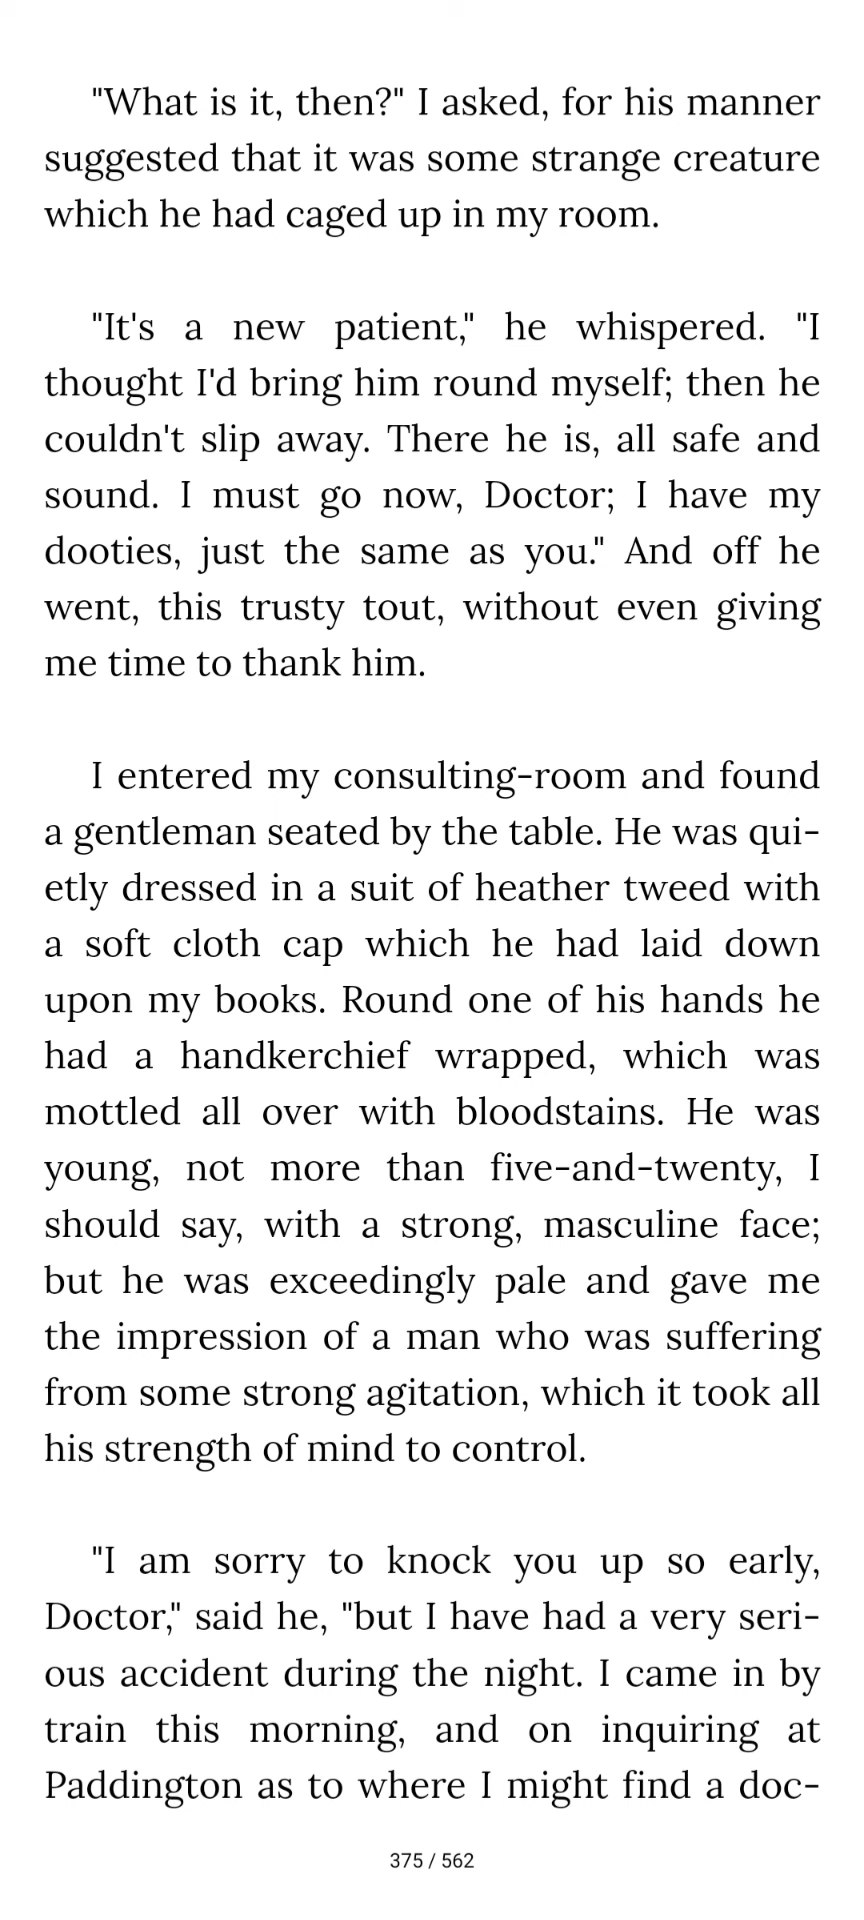 "What is it, then?" I asked, for his manner
suggested that it was some strange creature
which he had caged up in my room.
"It's a new patient," he whispered. "I
thought I'd bring him round myself; then he
couldn't slip away. There he is, all safe and
sound. I must go now, Doctor; I have my
dooties, just the same as you." And off he
went, this trusty tout, without even giving
me time to thank him.
I entered my consulting-room and found
a gentleman seated by the table. He was qui-
etly dressed in a suit of heather tweed with
a soft cloth cap which he had laid down
upon my books. Round one of his hands he
had a handkerchief wrapped, which was
mottled all over with bloodstains. He was
young, not more than five-and-twenty, I
should say, with a strong, masculine face;
but he was exceedingly pale and gave me
the impression of a man who was suffering
from some strong agitation, which it took all
his strength of mind to control.
"I am sorry to knock you up so early,
Doctor," said he, "but I have had a very seri-
ous accident during the night. I came in by
train this morning, and on inquiring at
Paddington as to where I might find a doc-
375 / 562